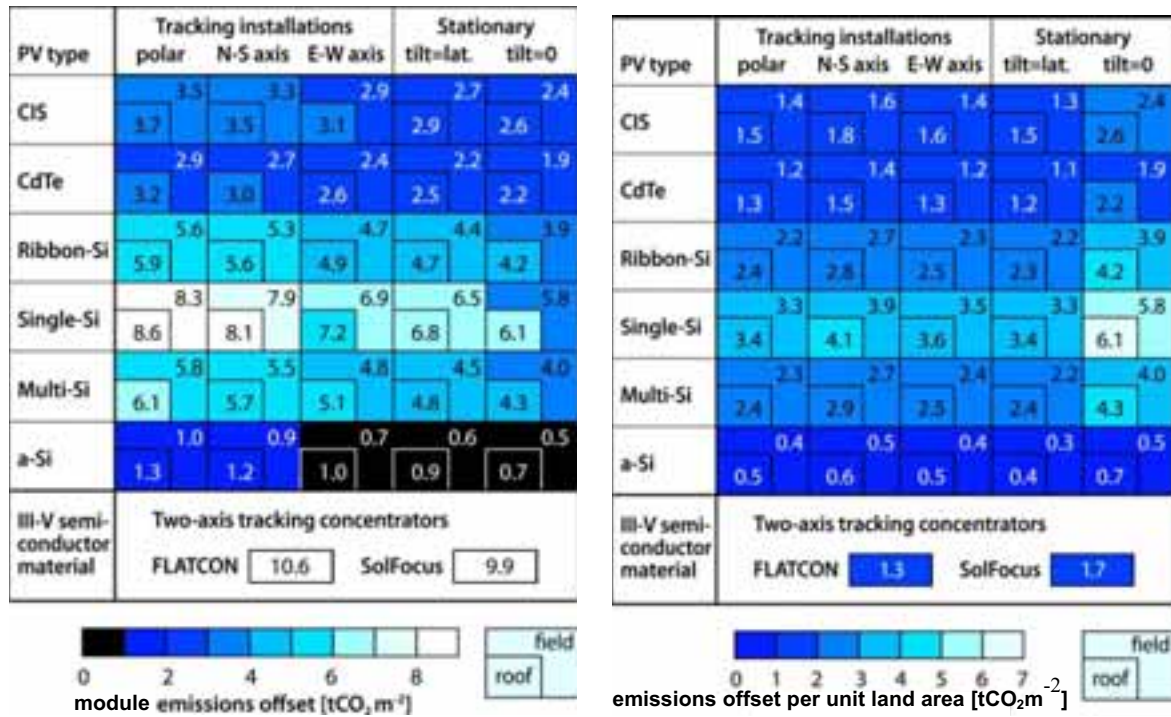 Tracking installations Stationary
PV type polar N-S axis E-W axis tilt=lat. tilt=0
3.5 3.3 2.9 2.7 2.4
CIS
3.7 3.5 3.1 2.9 2.6
2.9 2.7 2.4 2.2 1.9
CdTe
3.2 3.0 2.6 2.5 2.2
5.6 5.3 4.7 4.4 3.9
Ribbon-Si
5.9 5.6 4.9 4.7 4.2
8.3 7.9 6.9 6.5 5.8
Single-Si
8.6 8.1 7.2 6.8 6.1
5.8 5.5 4.8 4.5 4.0
Multi-Si
6.1 5.7 5.1 4.8 4.3
1.0 0.9 0.7 0.6 0.5
a-Si
1.3 1.2 1.0 0.9 0.7
III-V semi-
conductor
material
Two-axis tracking concentrators
FLATCON 10.6 SolFocus 9.9
0 2 4 6 8
module emissions offset [tCO₂ m⁻²]
field
roof
Tracking installations Stationary
PV type polar N-S axis E-W axis tilt=lat. tilt=0
1.4 1.6 1.4 1.3 2.4
CIS
1.5 1.8 1.6 1.5 2.6
1.2 1.4 1.2 1.1 1.9
CdTe
1.3 1.5 1.3 1.2 2.2
2.2 2.7 2.3 2.2 3.9
Ribbon-Si
2.4 2.8 2.5 2.3 4.2
3.3 3.9 3.5 3.3 5.8
Single-Si
3.4 4.1 3.6 3.4 6.1
2.3 2.7 2.4 2.2 4.0
Multi-Si
2.4 2.9 2.5 2.4 4.3
0.4 0.5 0.4 0.3 0.5
a-Si
0.5 0.6 0.5 0.4 0.7
III-V semi-
conductor
material
Two-axis tracking concentrators
FLATCON 1.3 SolFocus 1.7
0 1 2 3 4 5 6 7
emissions offset per unit land area [tCO₂m⁻²]
field
roof